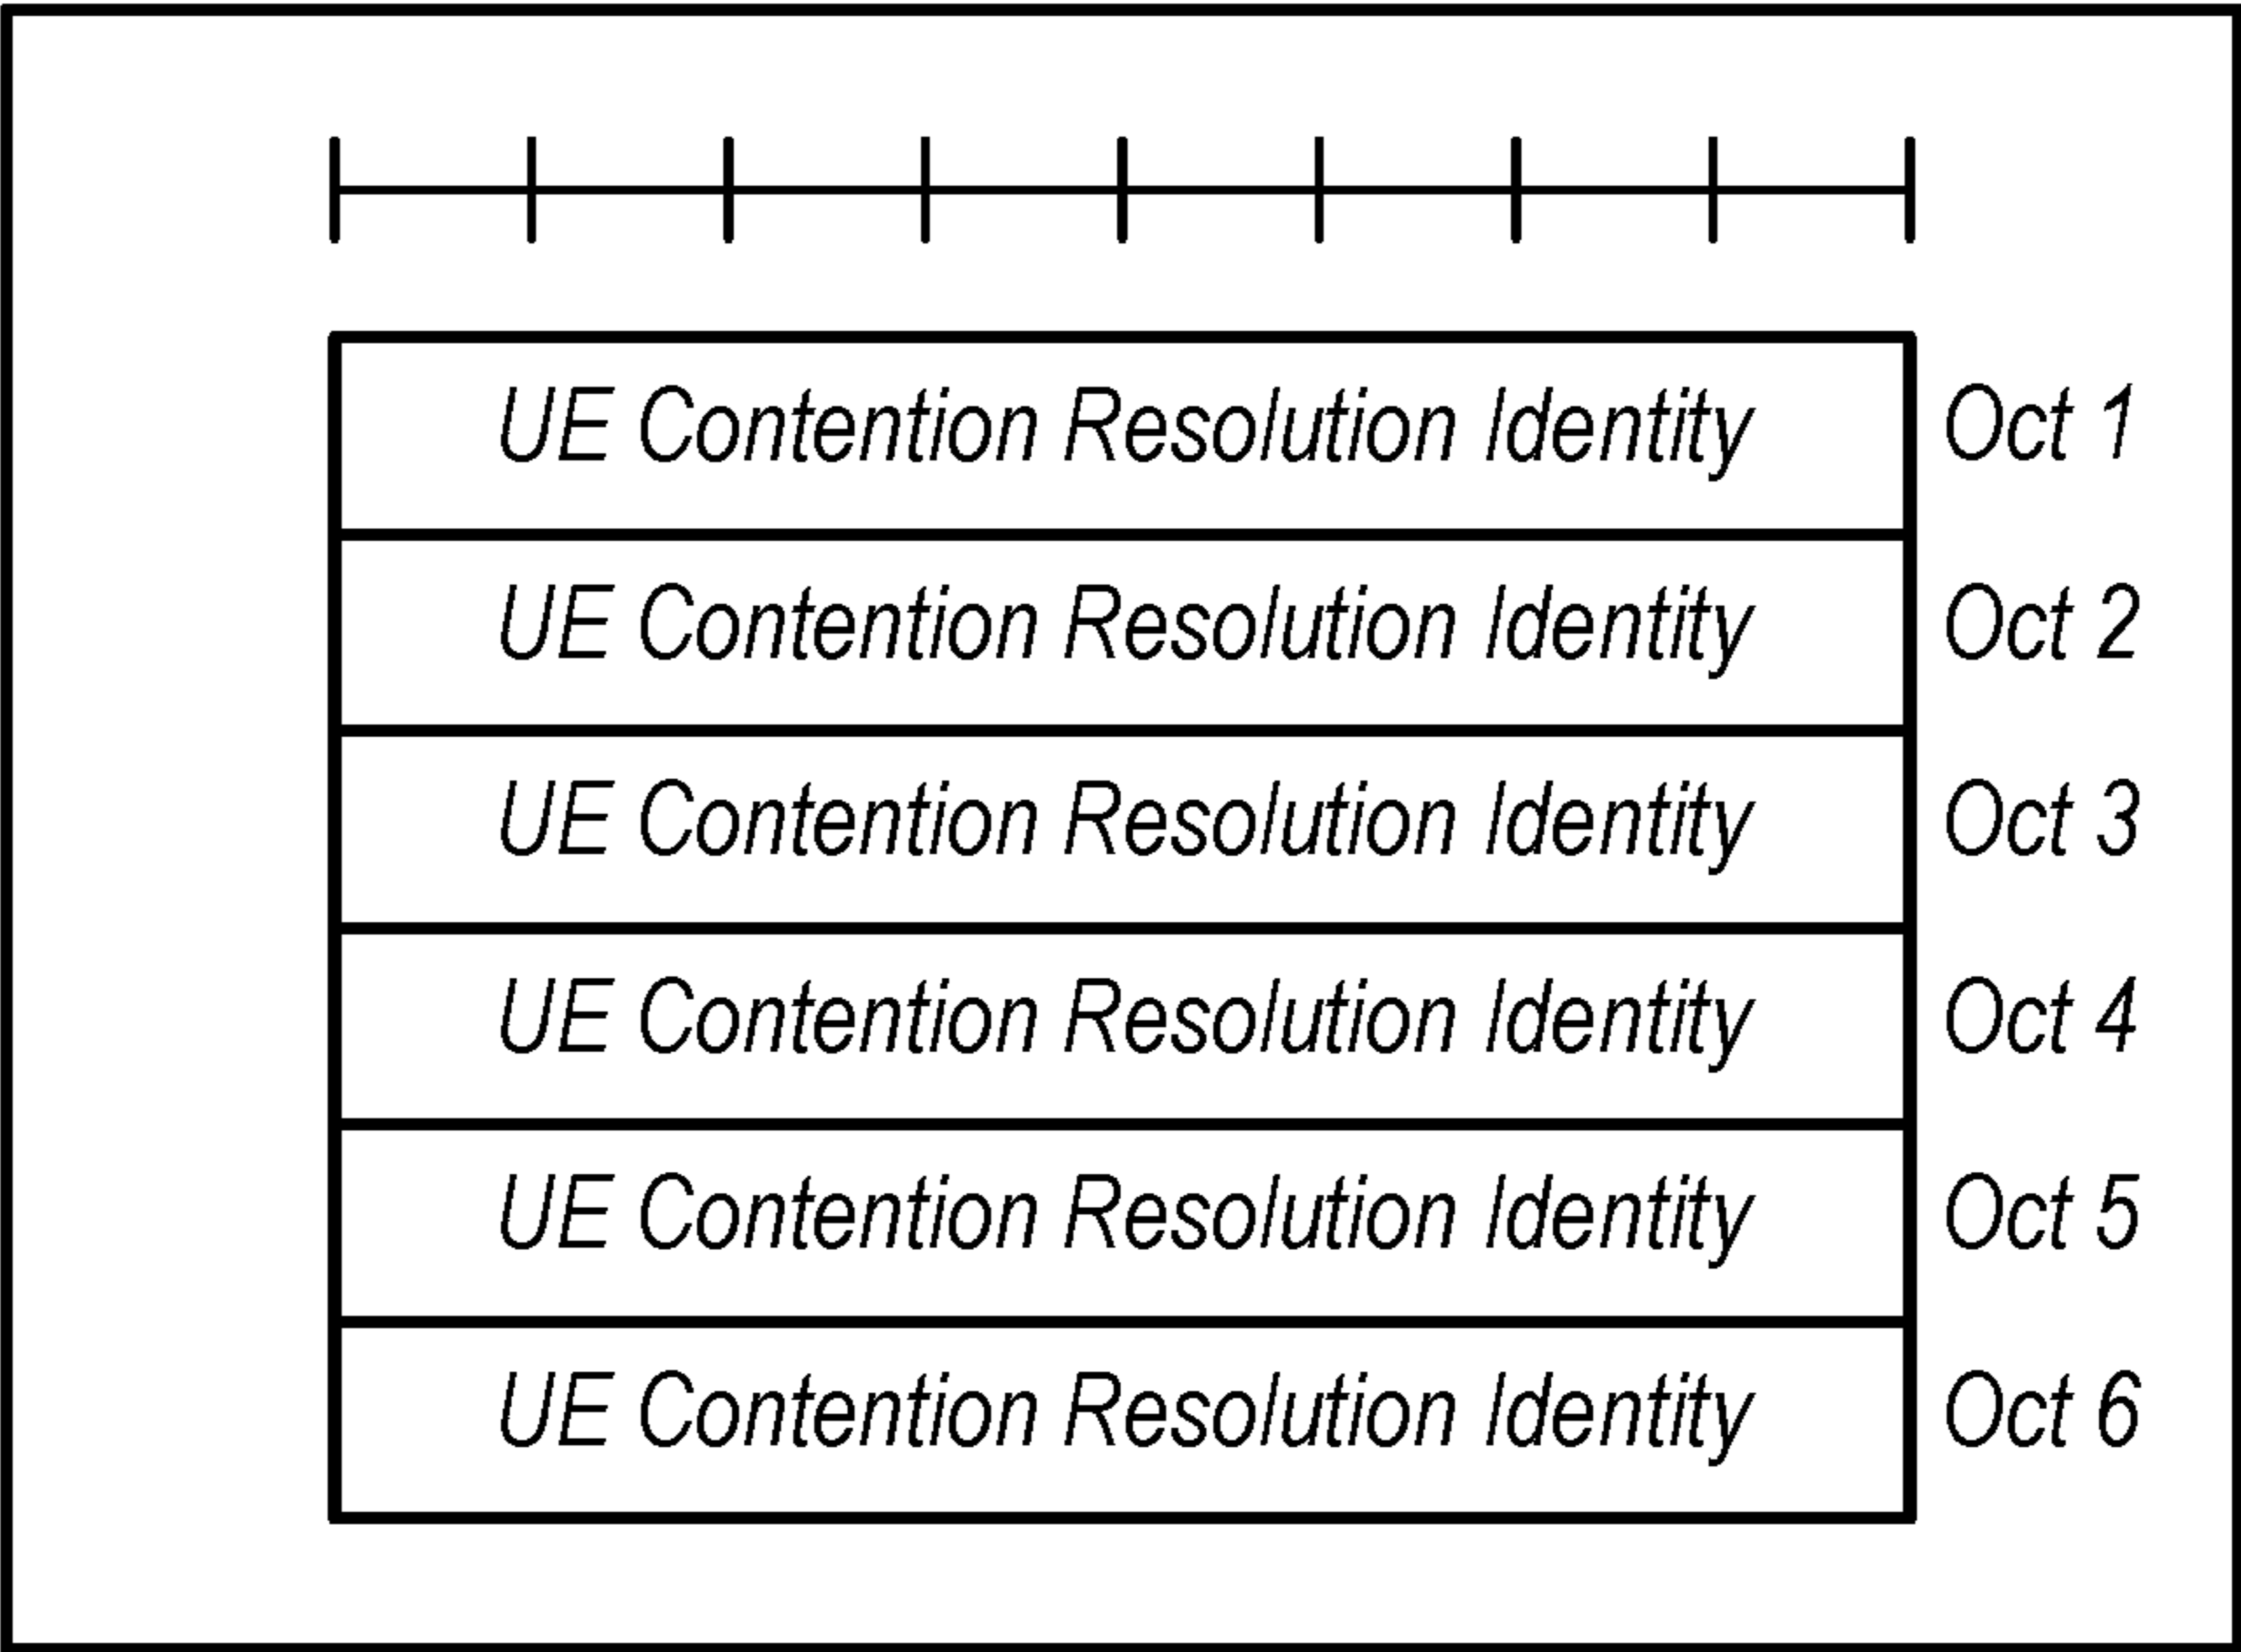 UE Contention Resolution Identity Oct 1
UE Contention Resolution Identity Oct 2
UE Contention Resolution Identity Oct 3
UE Contention Resolution Identity Oct 4
UE Contention Resolution Identity Oct 5
UE Contention Resolution Identity Oct 6